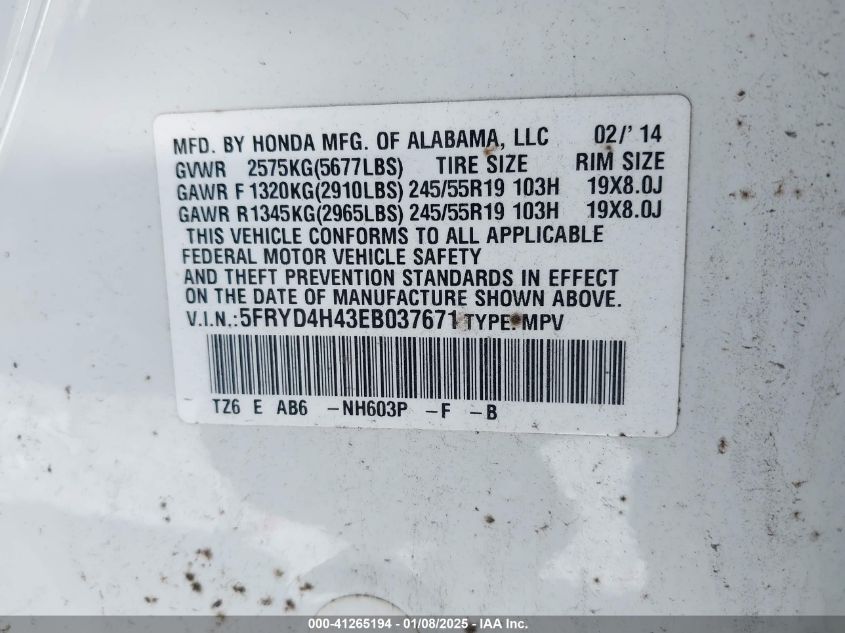 MFD. BY HONDA MFG. OF ALABAMA, LLC 02/'14
GVWR 2575KG(5677LBS) TIRE SIZE RIM SIZE
GAWR F1320KG(2910LBS) 245/55R19 103H 19X8.0J
GAWR R1345KG(2965LBS) 245/55R19 103H 19X8.0J
THIS VEHICLE CONFORMS TO ALL APPLICABLE
FEDERAL MOTOR VEHICLE SAFETY
AND THEFT PREVENTION STANDARDS IN EFFECT
ON THE DATE OF MANUFACTURE SHOWN ABOVE.
V.I.N.:5FRYD4H43EB037671 TYPE: MPV
TZ6 E AB6 -NH603P -F -B
000-41265194 - 01/08/2025 - IAA Inc.